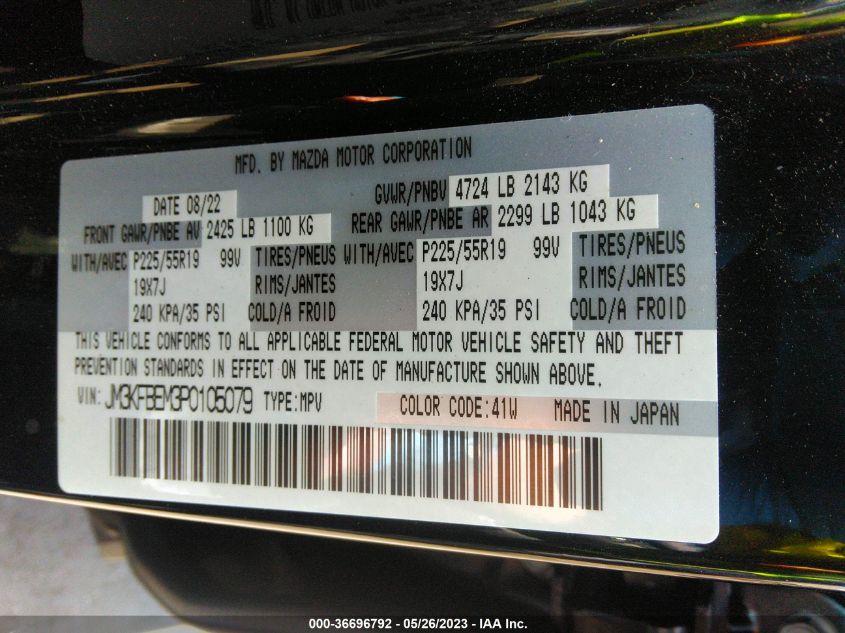 MFD. BY MAZDA MOTOR CORPORATION
DATE 08/22 GVWR/PNBV 4724 LB 2143 KG
FRONT GAWR/PNBE AV 2425 LB 1100 KG REAR GAWR/PNBE AR 2299 LB 1043 KG
WITH/AVEC P225/55R19 99V TIRES/PNEUS WITH/AVEC P225/55R19 99V TIRES/PNEUS
19X7J RIMS/JANTES 19X7J RIMS/JANTES
240 KPA/35 PSI COLD/A FROID 240 KPA/35 PSI COLD/A FROID
THIS VEHICLE CONFORMS TO ALL APPLICABLE FEDERAL MOTOR VEHICLE SAFETY AND THEFT
PREVENTION STANDARDS IN EFFECT ON THE DATE OF MANUFACTURE SHOWN ABOVE.
VIN: JM3KFBEM3P0105079 TYPE:MPV COLOR CODE:41W MADE IN JAPAN
000-36696792 - 05/26/2023 - IAA Inc.